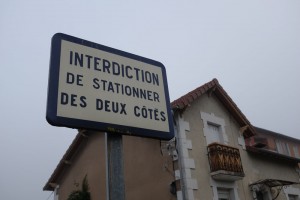 INTERDICTION
DE STATIONNER
DES DEUX CÔTÉS